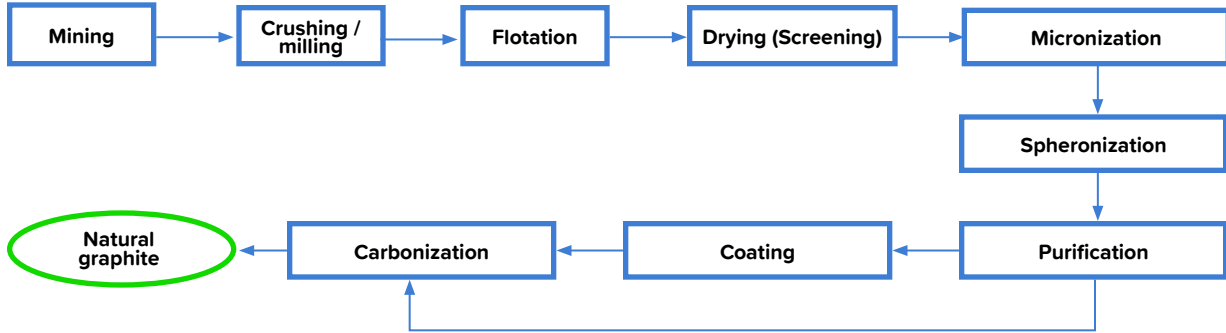 Mining
Crushing /
milling
Flotation
Drying (Screening)
Micronization
Spheronization
Purification
Coating
Carbonization
Natural
graphite